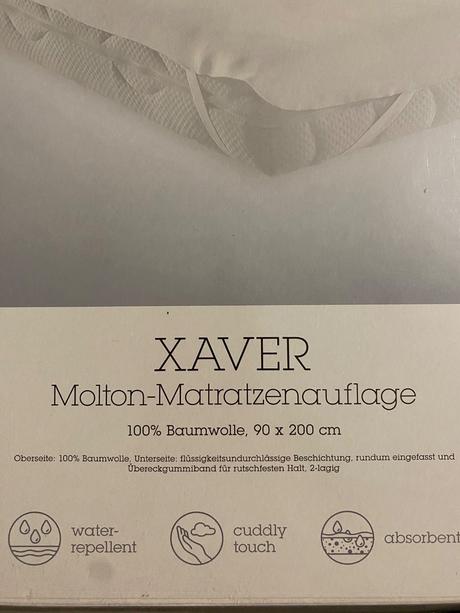 XAVER
Molton-Matratzenauflage
100% Baumwolle, 90 x 200 cm
Oberseite: 100% Baumwolle, Unterseite: flüssigkeitsundurchlässige Beschichtung, rundum eingefasst und
Übereckgummiband für rutschfesten Halt, 2-lagig
water-
repellent
cuddly
touch
absorbent